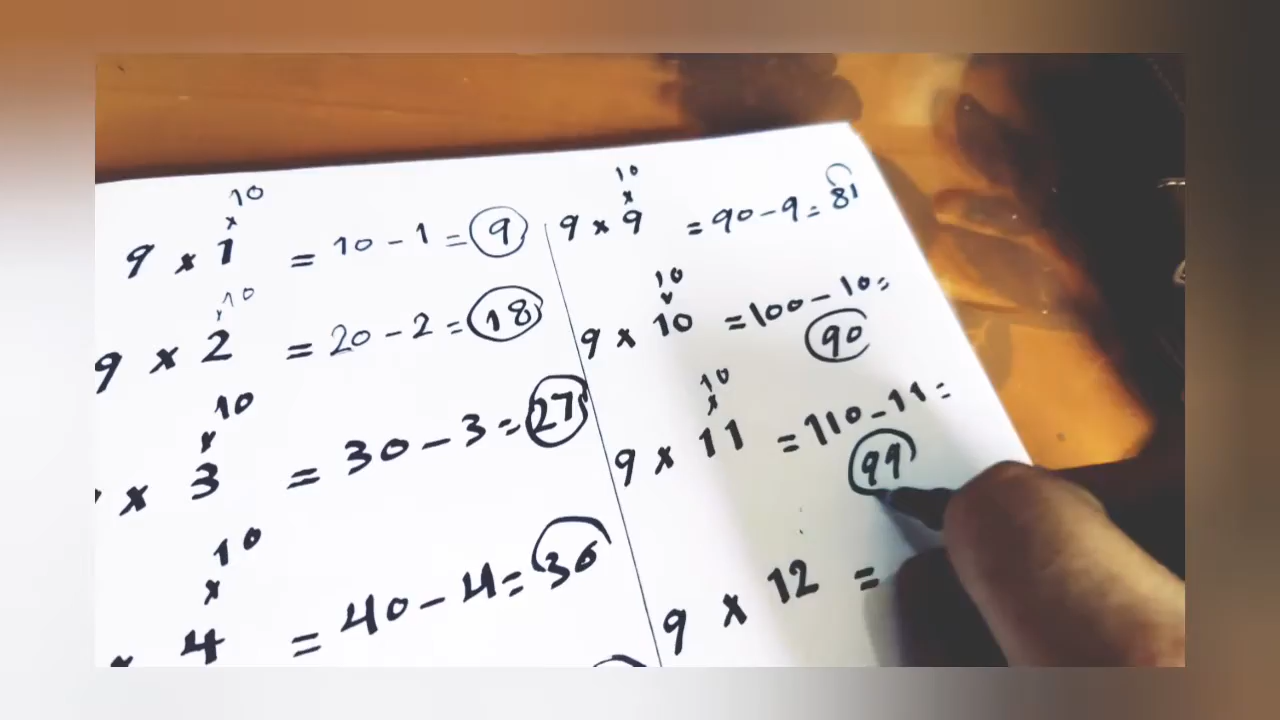 10
x
9 x 1 = 10 - 1 = 9
10
x
9 x 2 = 20 - 2 = 18
10
x
x 3 = 30 - 3 = 27
10
x
x 4 = 40 - 4 = 36
10
x
9 x 9 = 90 - 9 = 81
10
x
9 x 10 = 100 - 10 =
90
10
x
9 x 11 = 110 - 11 =
99
9 x 12 =